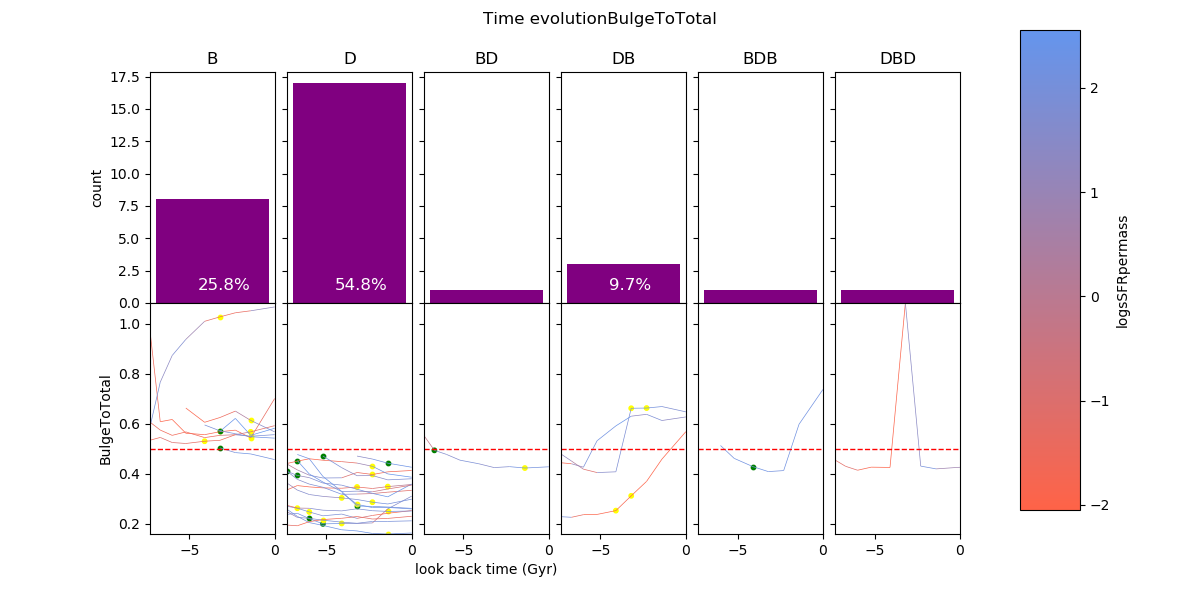 Time evolutionBulgeToTotal
B D BD DB BDB DBD
17.5
15.0
12.5
10.0
7.5
5.0
2.5
0.0
count
25.8% 54.8% 9.7%
1.0
0.8
0.6
0.4
0.2
BulgeToTotal
−5 0 −5 0 −5 0 −5 0 −5 0 −5 0
look back time (Gyr)
2
1
0
−1
−2
logsSFRpermass